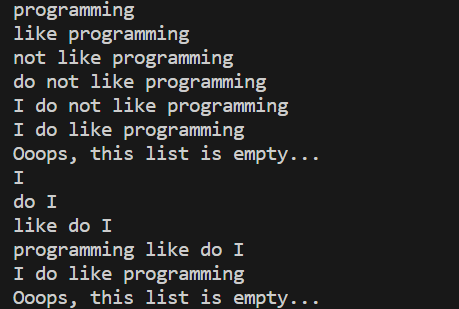 programming
like programming
not like programming
do not like programming
I do not like programming
I do like programming
Ooops, this list is empty...
I
do I
like do I
programming like do I
I do like programming
Ooops, this list is empty...